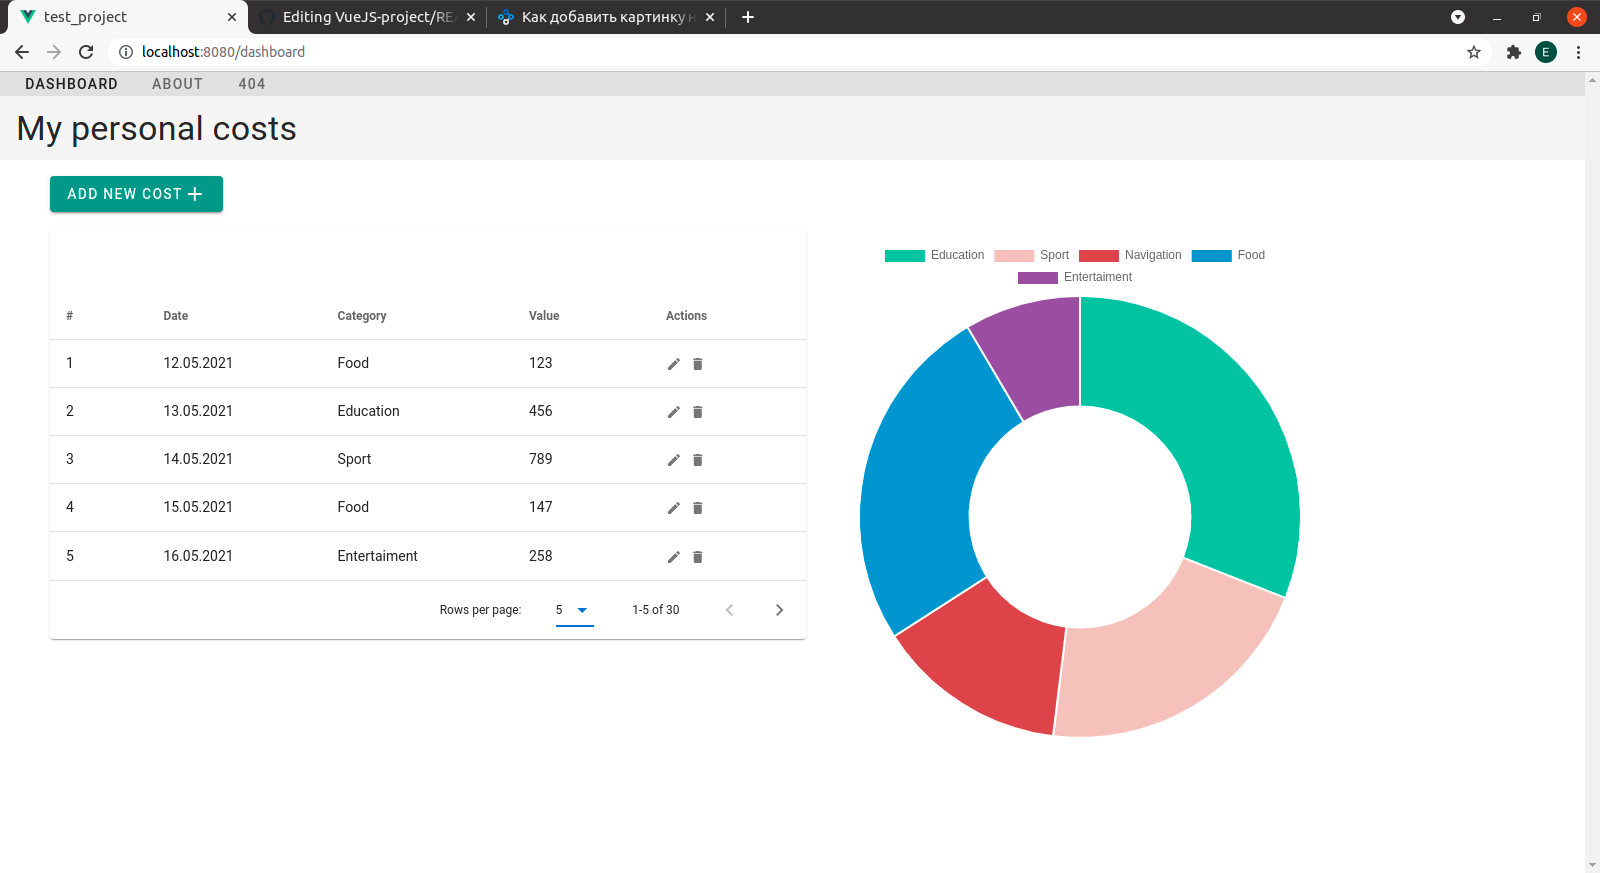 test_project
Editing VueJS-project/RE
Как добавить картинку н
localhost:8080/dashboard
E
DASHBOARD ABOUT 404
My personal costs
ADD NEW COST
# Date Category Value Actions
1 12.05.2021 Food 123
2 13.05.2021 Education 456
3 14.05.2021 Sport 789
4 15.05.2021 Food 147
5 16.05.2021 Entertaiment 258
Rows per page: 5 1-5 of 30
Education Sport Navigation Food
Entertaiment